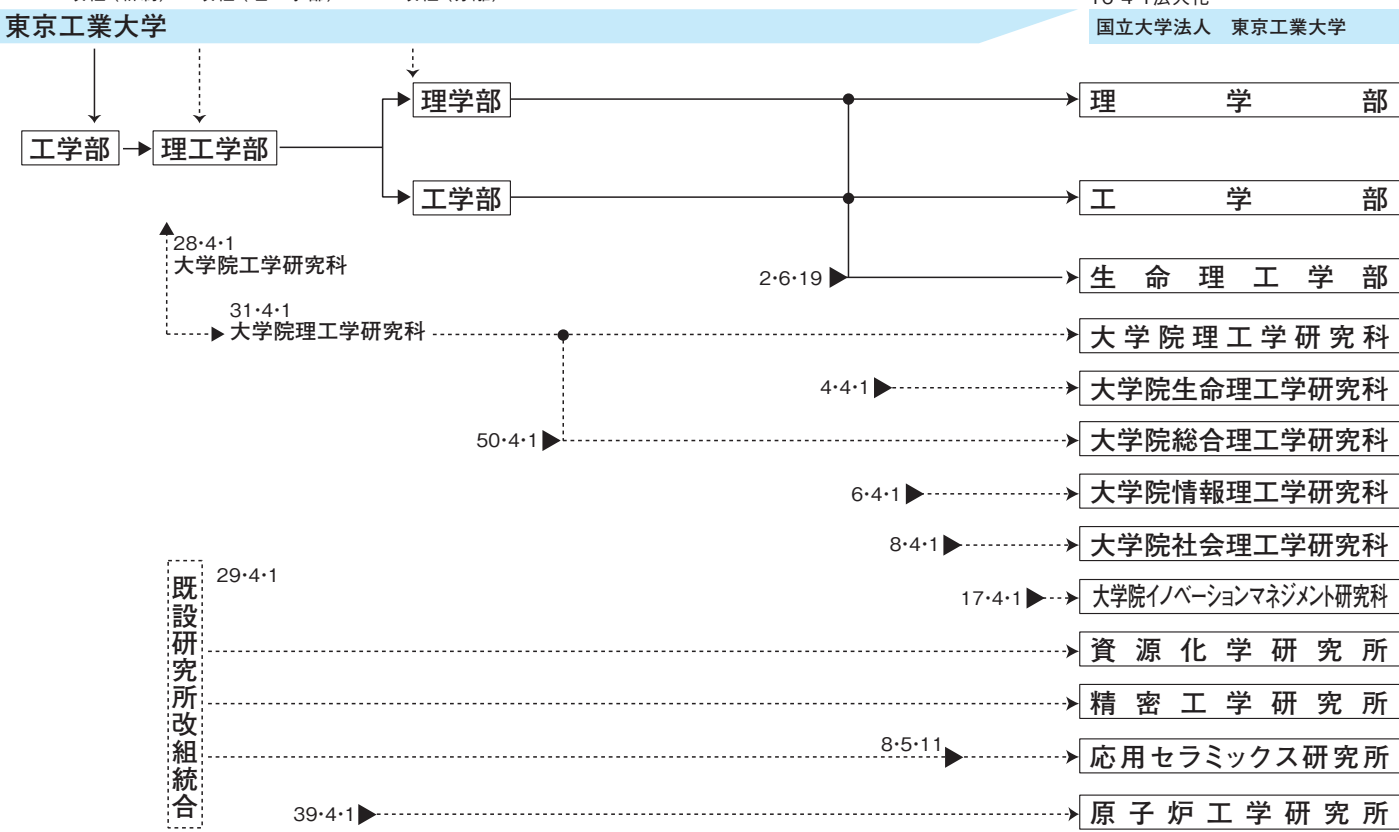 東京工業大学
国立大学法人　東京工業大学
理学部
理学部
工学部
理工学部
工学部
工学部
28・4・1
大学院工学研究科
2・6・19
生命理工学部
31・4・1
大学院理工学研究科
大学院理工学研究科
4・4・1
大学院生命理工学研究科
50・4・1
大学院総合理工学研究科
6・4・1
大学院情報理工学研究科
8・4・1
大学院社会理工学研究科
既設研究所改組統合
29・4・1
17・4・1
大学院イノベーションマネジメント研究科
資源化学研究所
精密工学研究所
8・5・11
応用セラミックス研究所
39・4・1
原子炉工学研究所